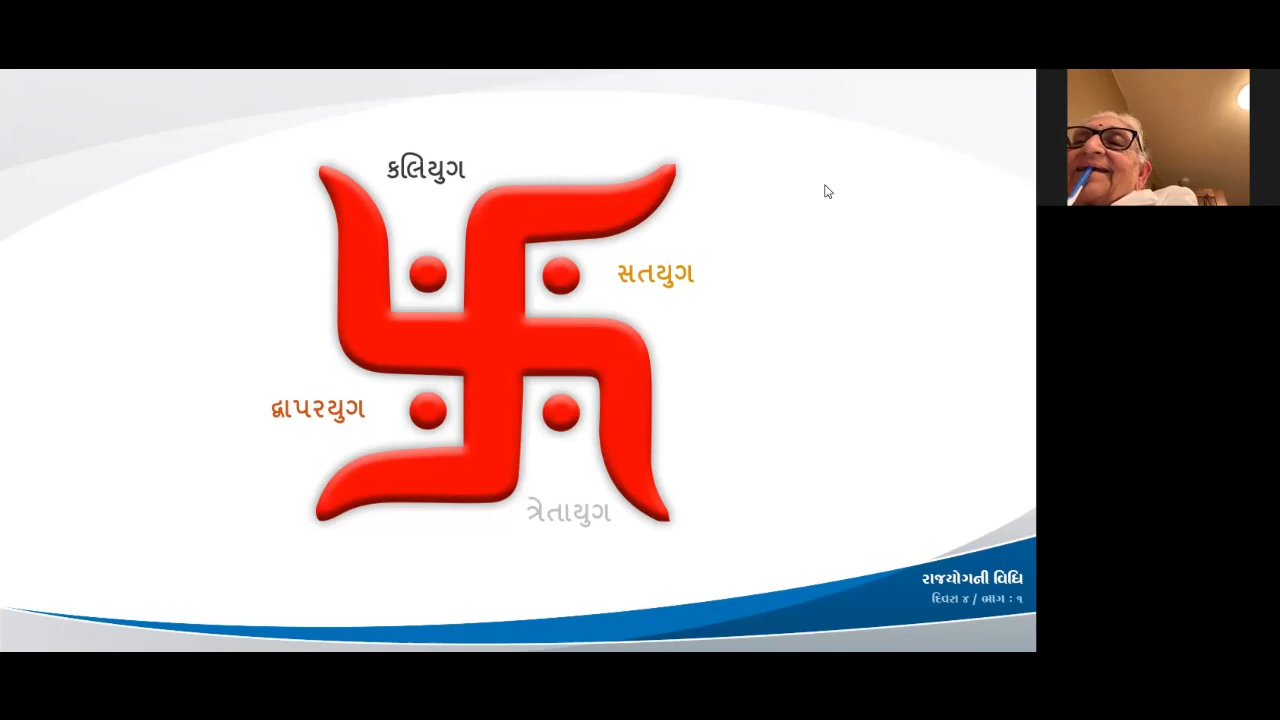 કલિયુગ
સતયુગ
દ્વાપરયુગ
ત્રેતાયુગ
રાજયોગની વિધિ
દિવસ ૪ / ભાગ : ૧